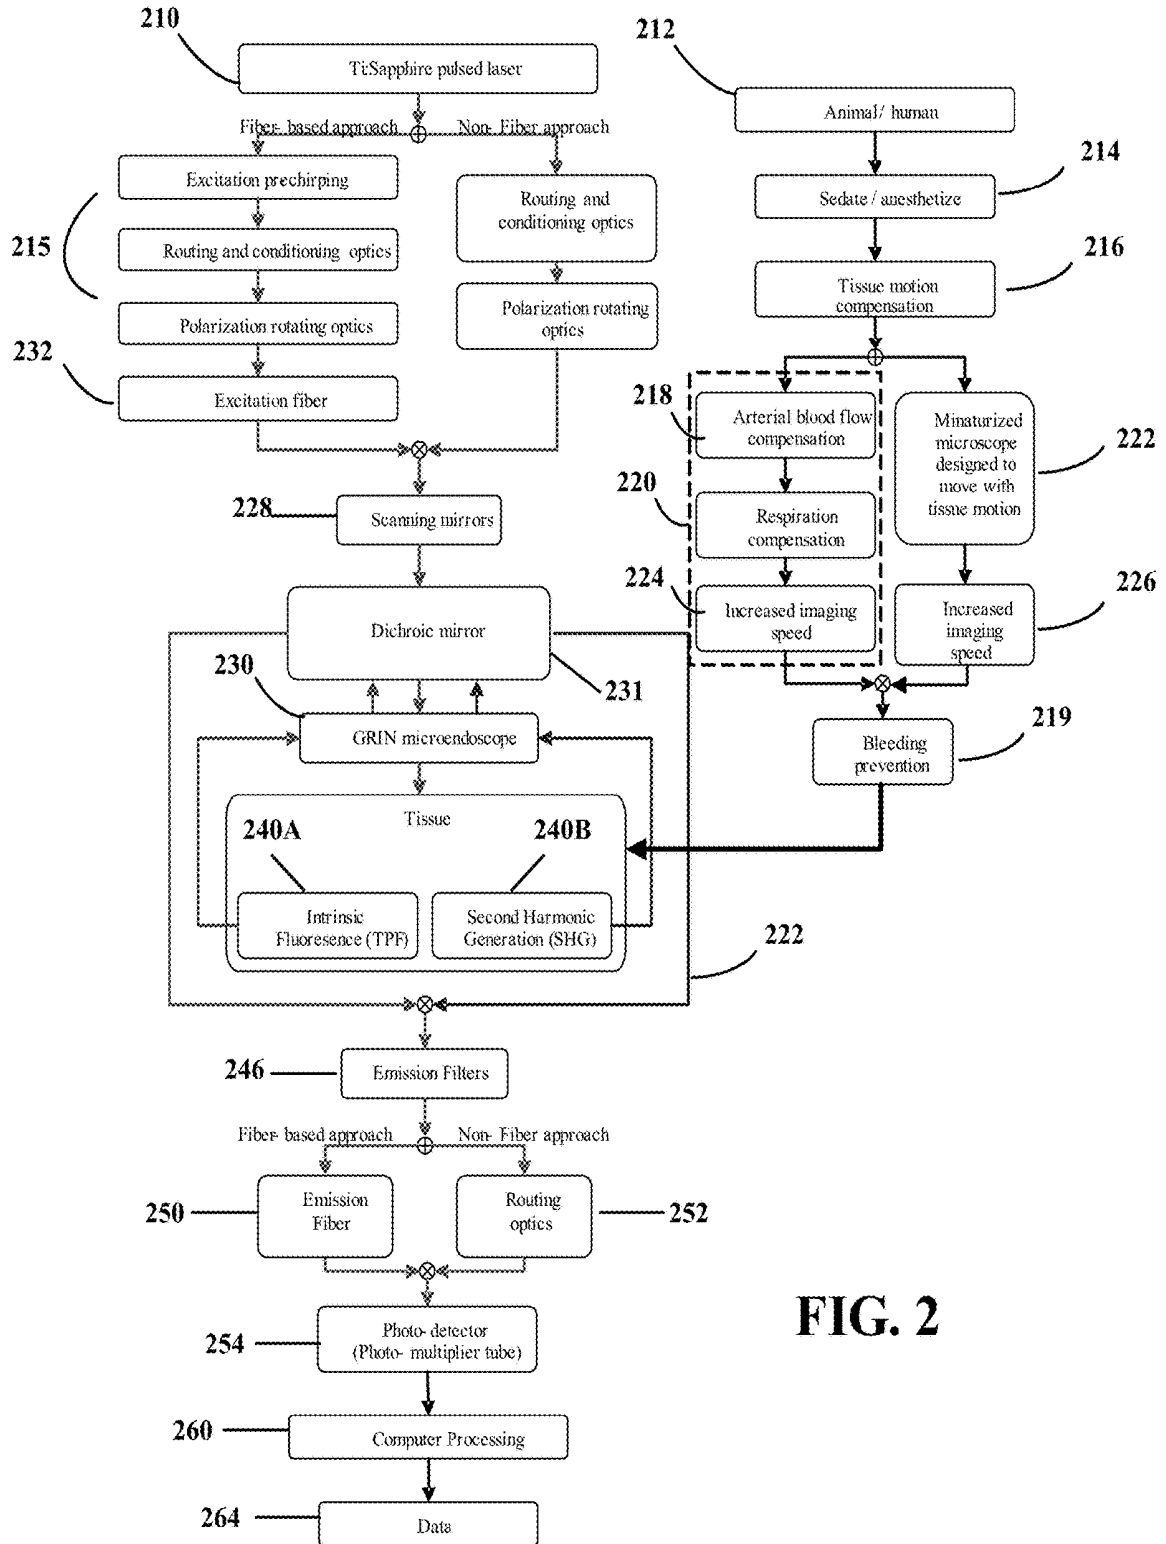 210
Ti:Sapphire pulsed laser
Fiber- based approach
Non- Fiber approach
215
Excitation prechirping
Routing and conditioning optics
Polarization rotating optics
232
Excitation fiber
Routing and
conditioning optics
Polarization rotating
optics
212
Animal / human
214
Sedate / anesthetize
216
Tissue motion
compensation
218
Arterial blood flow
compensation
220
Respiration
compensation
224
Increased imaging
speed
Minaturized
microscope
designed to
move with
tissue motion
222
226
Increased
imaging
speed
219
Bleeding
prevention
228
Scanning mirrors
Dichroic mirror
231
230
GRIN microendoscope
Tissue
240A
240B
Intrinsic
Fluoresence (TPF)
Second Harmonic
Generation (SHG)
222
246
Emission Filters
Fiber- based approach
Non- Fiber approach
250
Emission
Fiber
Routing
optics
252
254
Photo- detector
(Photo- multiplier tube)
260
Computer Processing
264
Data
FIG. 2